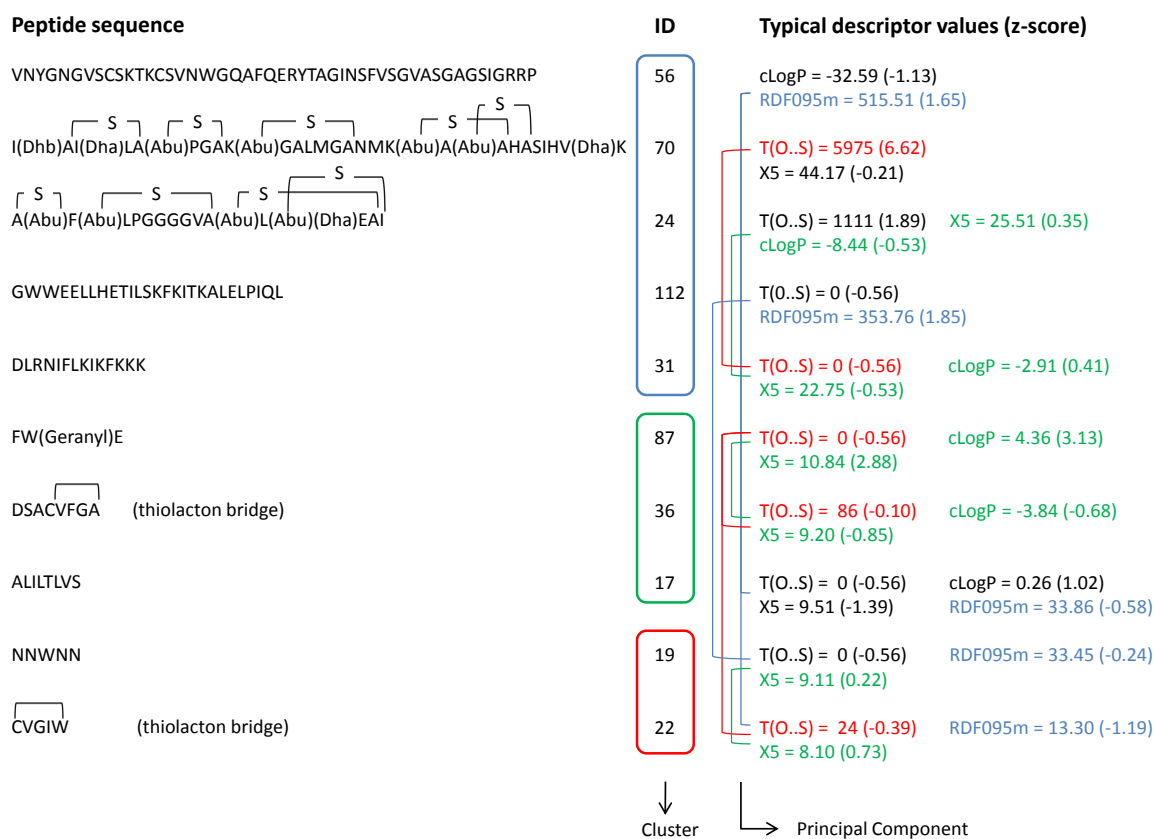 Peptide sequence ID Typical descriptor values (z-score)
VNYGNGVSCSKTKCSVNWGQAFQERYTAGINSFVSGVASGAGSIGRRP 56 cLogP = -32.59 (-1.13)
RDF095m = 515.51 (1.65)
S S S S S
I(Dhb)AI(Dha)LA(Abu)PGAK(Abu)GALMGANMK(Abu)A(Abu)AHASIHV(Dha)K 70 T(O..S) = 5975 (6.62)
X5 = 44.17 (-0.21)
S S S S
A(Abu)F(Abu)LPGGGGVA(Abu)L(Abu)(Dha)EAI 24 T(O..S) = 1111 (1.89) X5 = 25.51 (0.35)
cLogP = -8.44 (-0.53)
GWWEELLHETILSKFKITKALELPIQL 112 T(0..S) = 0 (-0.56)
RDF095m = 353.76 (1.85)
DLRNIFLKIKFKKK 31 T(O..S) = 0 (-0.56) cLogP = -2.91 (0.41)
X5 = 22.75 (-0.53)
FW(Geranyl)E 87 T(O..S) = 0 (-0.56) cLogP = 4.36 (3.13)
X5 = 10.84 (2.88)
DSACVFGA (thiolacton bridge) 36 T(O..S) = 86 (-0.10) cLogP = -3.84 (-0.68)
X5 = 9.20 (-0.85)
ALILTLVS 17 T(O..S) = 0 (-0.56) cLogP = 0.26 (1.02)
X5 = 9.51 (-1.39) RDF095m = 33.86 (-0.58)
NNWNN 19 T(O..S) = 0 (-0.56) RDF095m = 33.45 (-0.24)
X5 = 9.11 (0.22)
CVGIW (thiolacton bridge) 22 T(O..S) = 24 (-0.39) RDF095m = 13.30 (-1.19)
X5 = 8.10 (0.73)
Cluster Principal Component